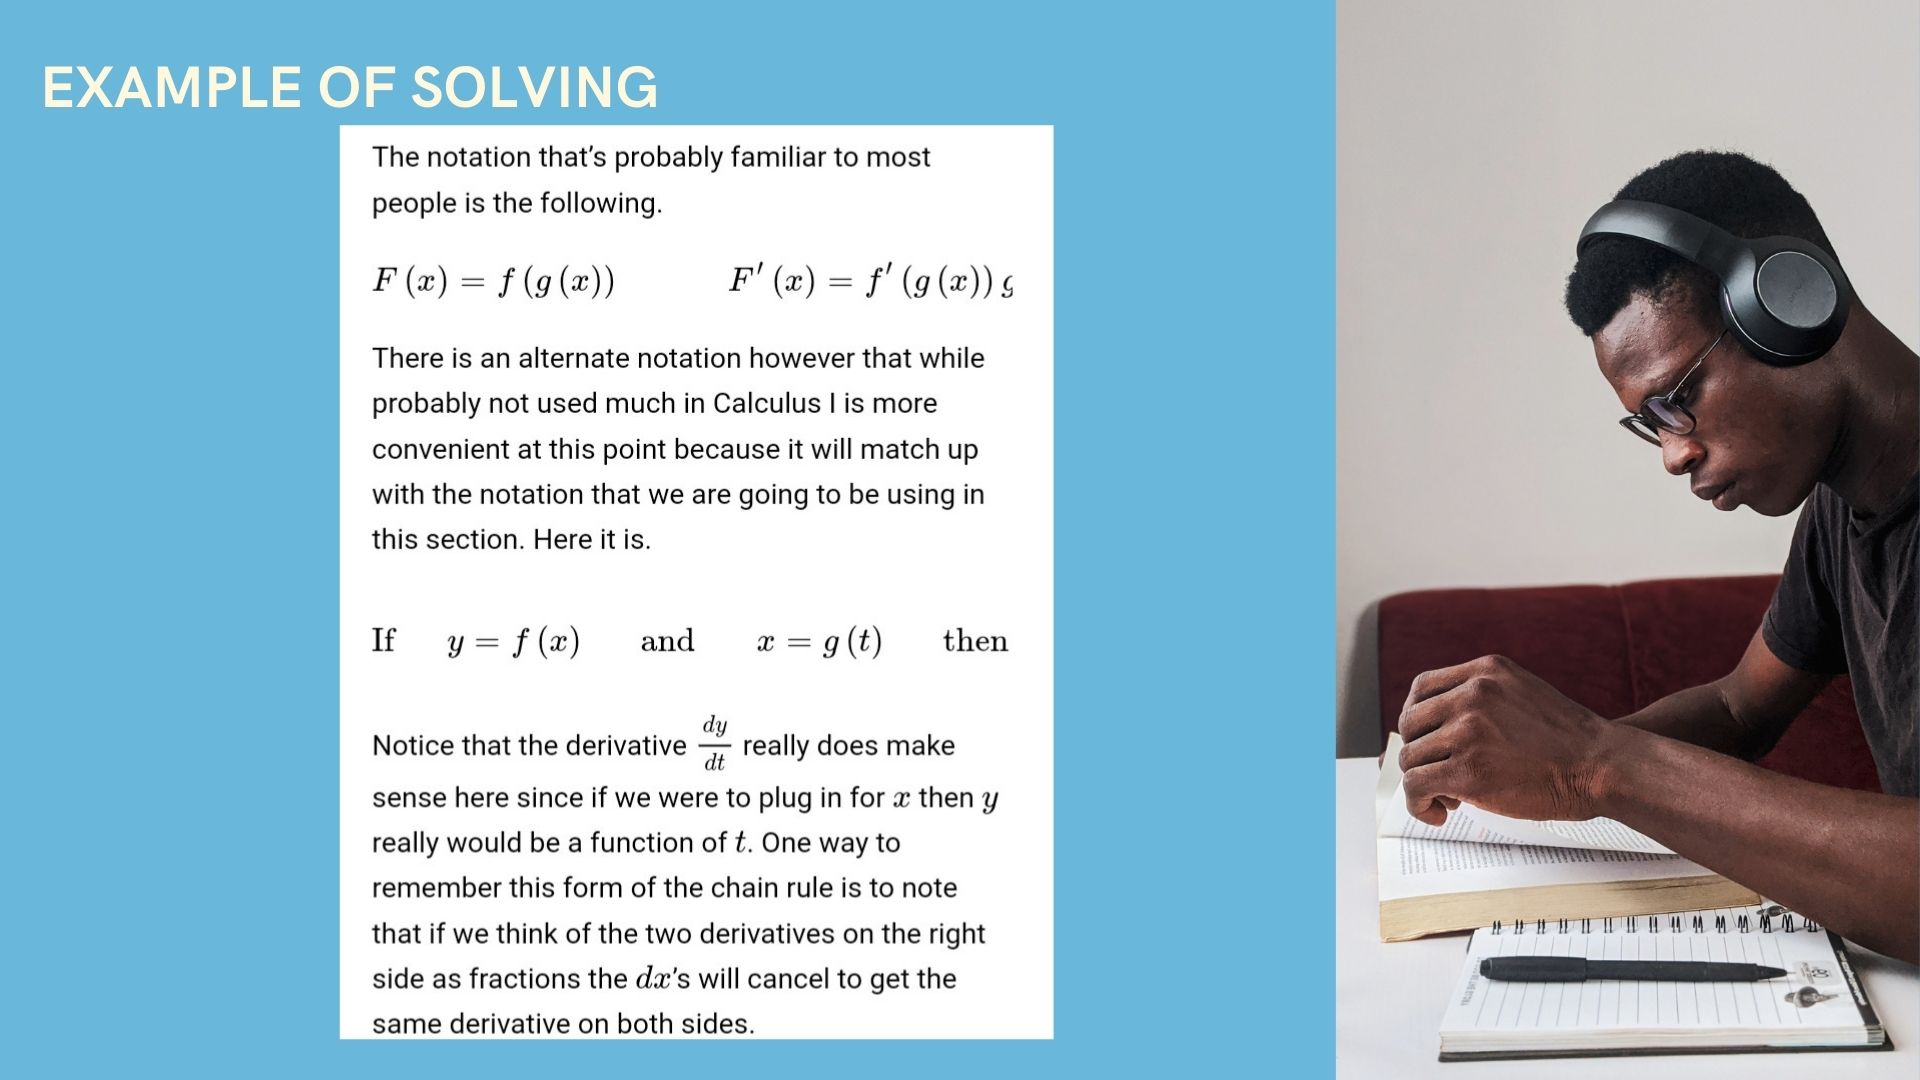 EXAMPLE OF SOLVING
The notation that's probably familiar to most
people is the following.
F (x) = f (g (x)) F′ (x) = f′ (g (x)) g
There is an alternate notation however that while
probably not used much in Calculus I is more
convenient at this point because it will match up
with the notation that we are going to be using in
this section. Here it is.
If y = f (x) and x = g (t) then
Notice that the derivative dy/dt really does make
sense here since if we were to plug in for x then y
really would be a function of t. One way to
remember this form of the chain rule is to note
that if we think of the two derivatives on the right
side as fractions the dx's will cancel to get the
same derivative on both sides.